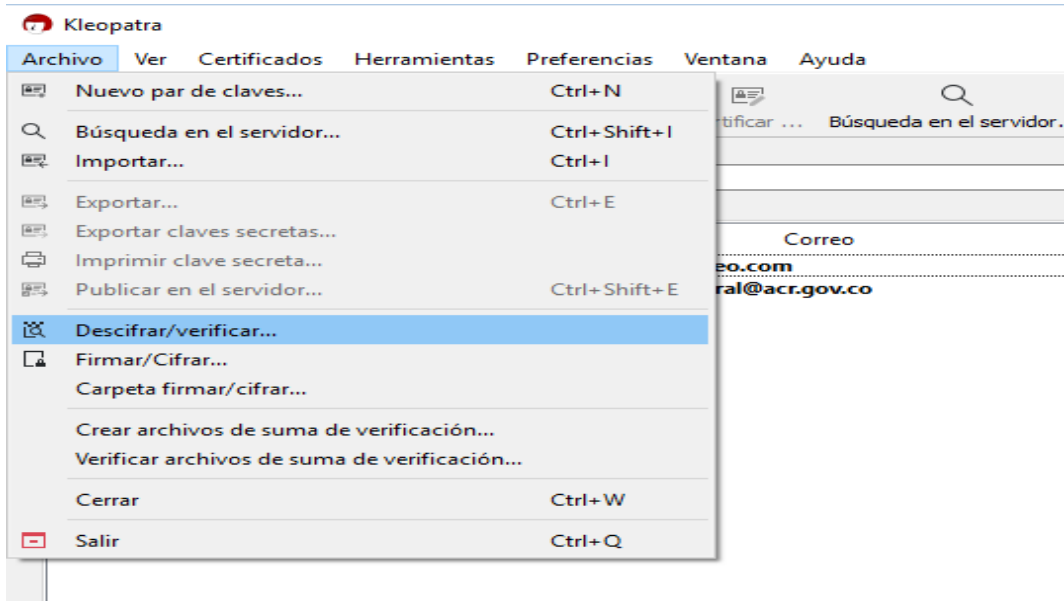 Kleopatra
Archivo Ver Certificados Herramientas Preferencias Ventana Ayuda
Nuevo par de claves... Ctrl+N
Búsqueda en el servidor... Ctrl+Shift+I
Importar... Ctrl+I
Exportar... Ctrl+E
Exportar claves secretas...
Imprimir clave secreta...
Publicar en el servidor... Ctrl+Shift+E
Descifrar/verificar...
Firmar/Cifrar...
Carpeta firmar/cifrar...
Crear archivos de suma de verificación...
Verificar archivos de suma de verificación...
Cerrar Ctrl+W
Salir Ctrl+Q
tificar ... Búsqueda en el servidor.
Correo
eo.com
ral@acr.gov.co